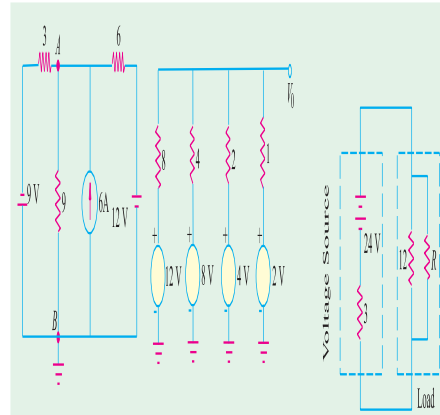 3
A
6
9 V
9
6A
12 V
B
8
4
2
1
V0
+
+
+
+
12 V
8 V
4 V
2 V
-
-
-
-
Voltage Source
24 V
3
12
R
Load